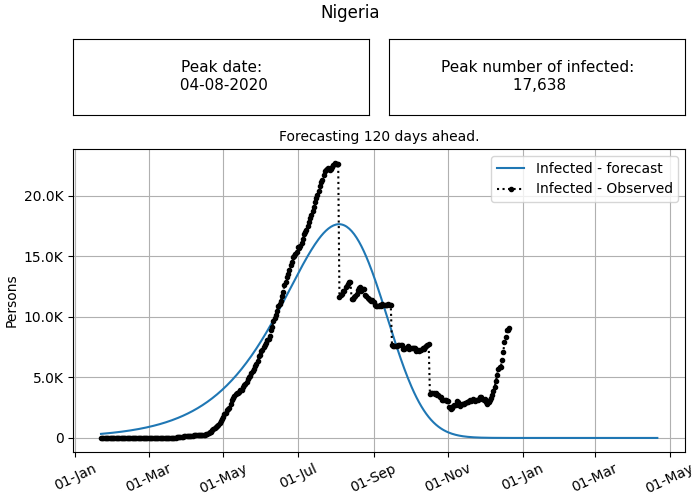 Nigeria
Peak date:
04-08-2020
Peak number of infected:
17,638
Forecasting 120 days ahead.
Infected - forecast
Infected - Observed
Persons
20.0K
15.0K
10.0K
5.0K
0
01-Jan
01-Mar
01-May
01-Jul
01-Sep
01-Nov
01-Jan
01-Mar
01-May